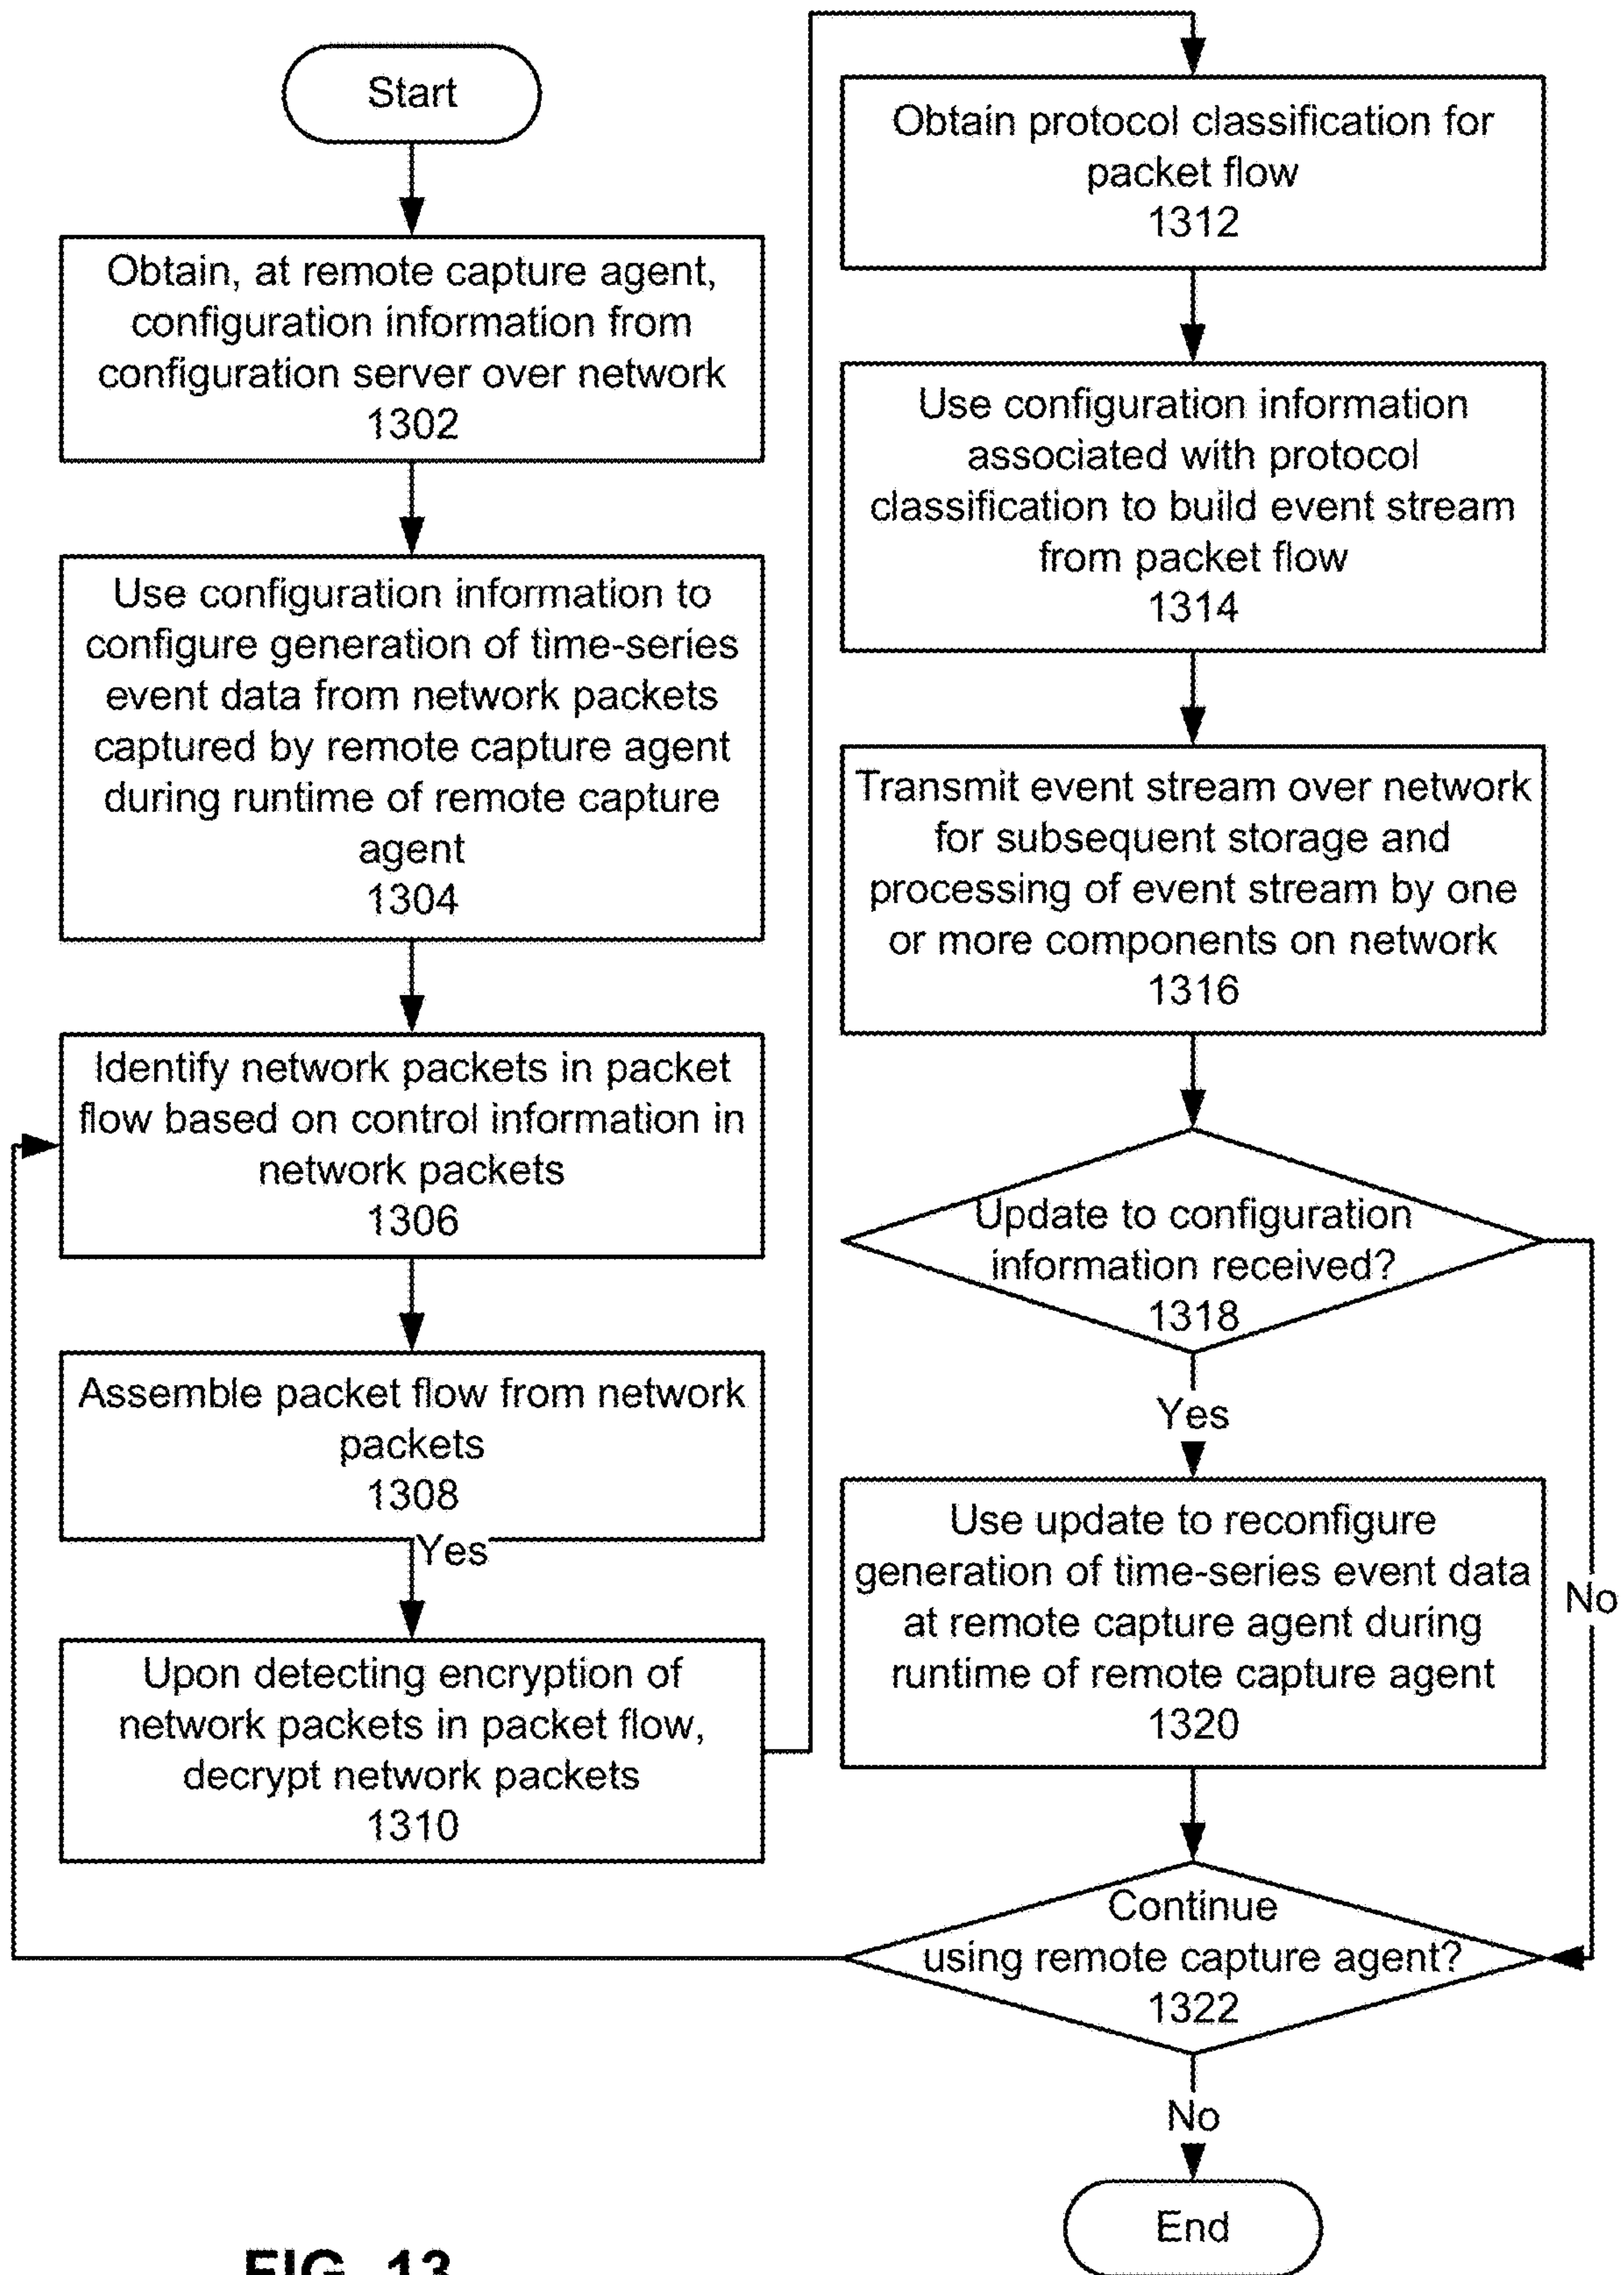 Start
Obtain, at remote capture agent,
configuration information from
configuration server over network
1302
Use configuration information to
configure generation of time-series
event data from network packets
captured by remote capture agent
during runtime of remote capture
agent
1304
Identify network packets in packet
flow based on control information in
network packets
1306
Assemble packet flow from network
packets
1308
Yes
Upon detecting encryption of
network packets in packet flow,
decrypt network packets
1310
Obtain protocol classification for
packet flow
1312
Use configuration information
associated with protocol
classification to build event stream
from packet flow
1314
Transmit event stream over network
for subsequent storage and
processing of event stream by one
or more components on network
1316
Update to configuration
information received?
1318
Yes
No
Use update to reconfigure
generation of time-series event data
at remote capture agent during
runtime of remote capture agent
1320
Continue
using remote capture agent?
1322
No
End
FIG. 13